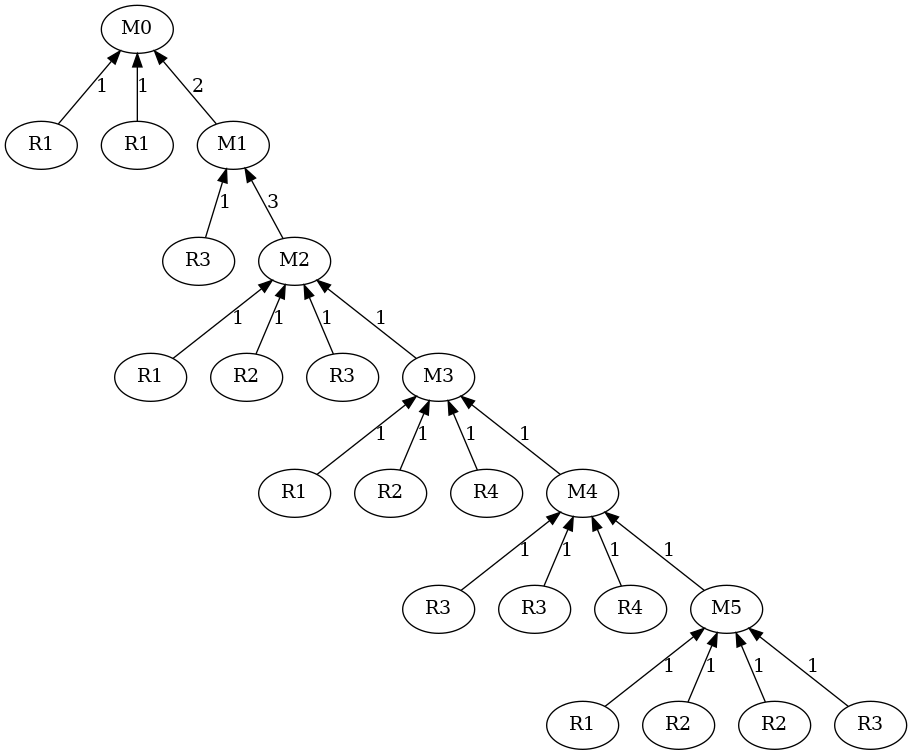 M0
1 1 2
R1 R1 M1
1 3
R3 M2
1 1 1 1
R1 R2 R3 M3
1 1 1 1
R1 R2 R4 M4
1 1 1 1
R3 R3 R4 M5
1 1 1 1
R1 R2 R2 R3